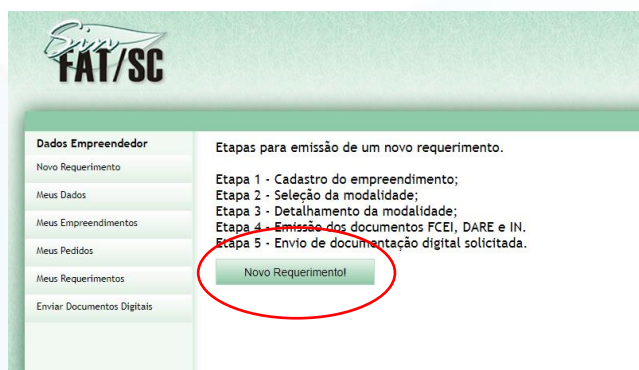 Sin
FAT/SC
Dados Empreendedor
Novo Requerimento
Meus Dados
Meus Empreendimentos
Meus Pedidos
Meus Requerimentos
Enviar Documentos Digitais
Etapas para emissão de um novo requerimento.
Etapa 1 - Cadastro do empreendimento;
Etapa 2 - Seleção da modalidade;
Etapa 3 - Detalhamento da modalidade;
Etapa 4 - Emissão dos documentos FCEI, DARE e IN.
Etapa 5 - Envio de documentação digital solicitada.
Novo Requerimento!